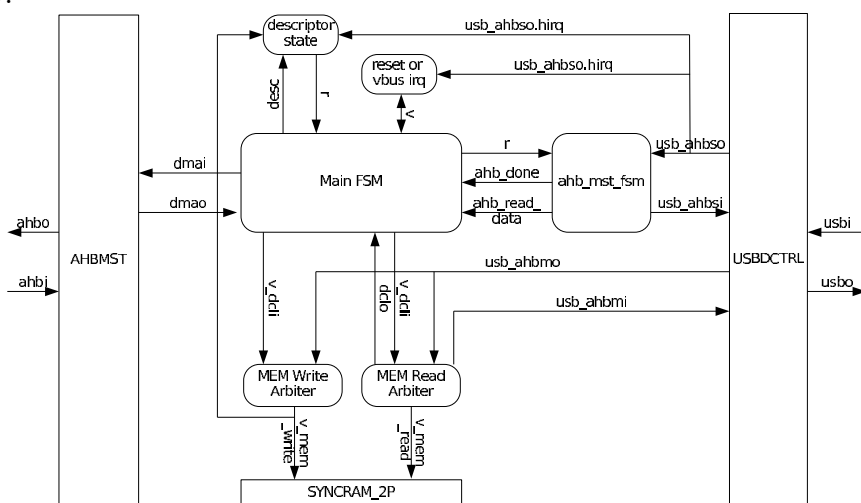 descriptor
state
usb_ahbso.hirq
reset or
vbus irq
usb_ahbso.hirq
desc
r
v
dmai
Main FSM
r
ahb_done
ahb_mst_fsm
usb_ahbso
dmao
ahb_read_
data
usb_ahbsi
ahbo
usbi
AHBMST
USBDCTRL
ahbi
usbo
usb_ahbmo
v_dcli
dclo
v_dcli
usb_ahbmi
MEM Write
Arbiter
MEM Read
Arbiter
v_mem
_write
v_mem
_read
SYNCRAM_2P